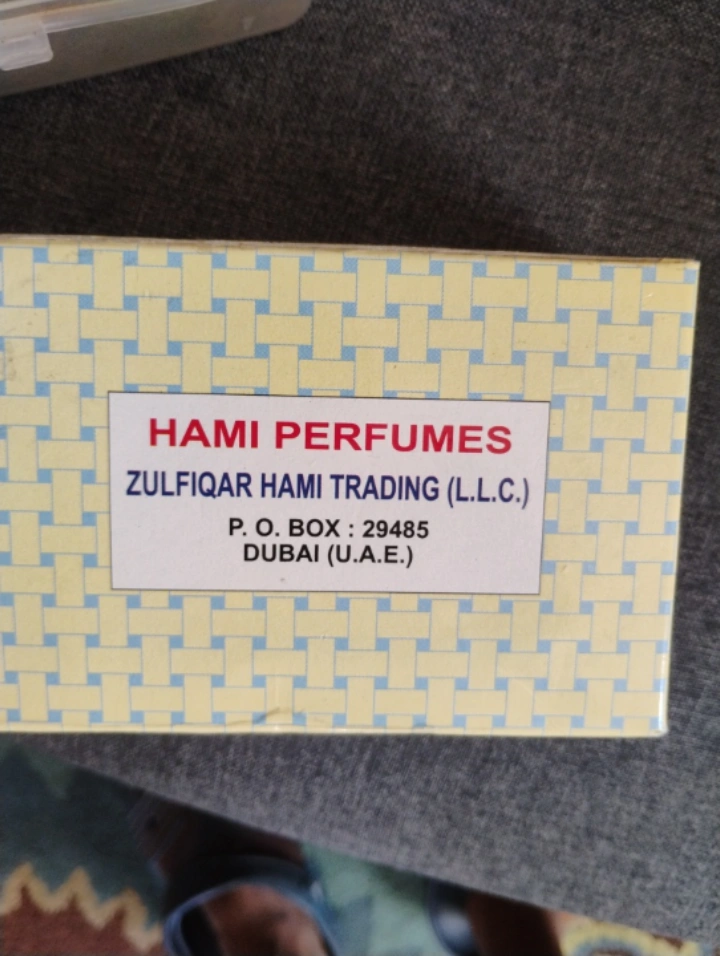 HAMI PERFUMES
ZULFIQAR HAMI TRADING (L.L.C.)
P. O. BOX : 29485
DUBAI (U.A.E.)